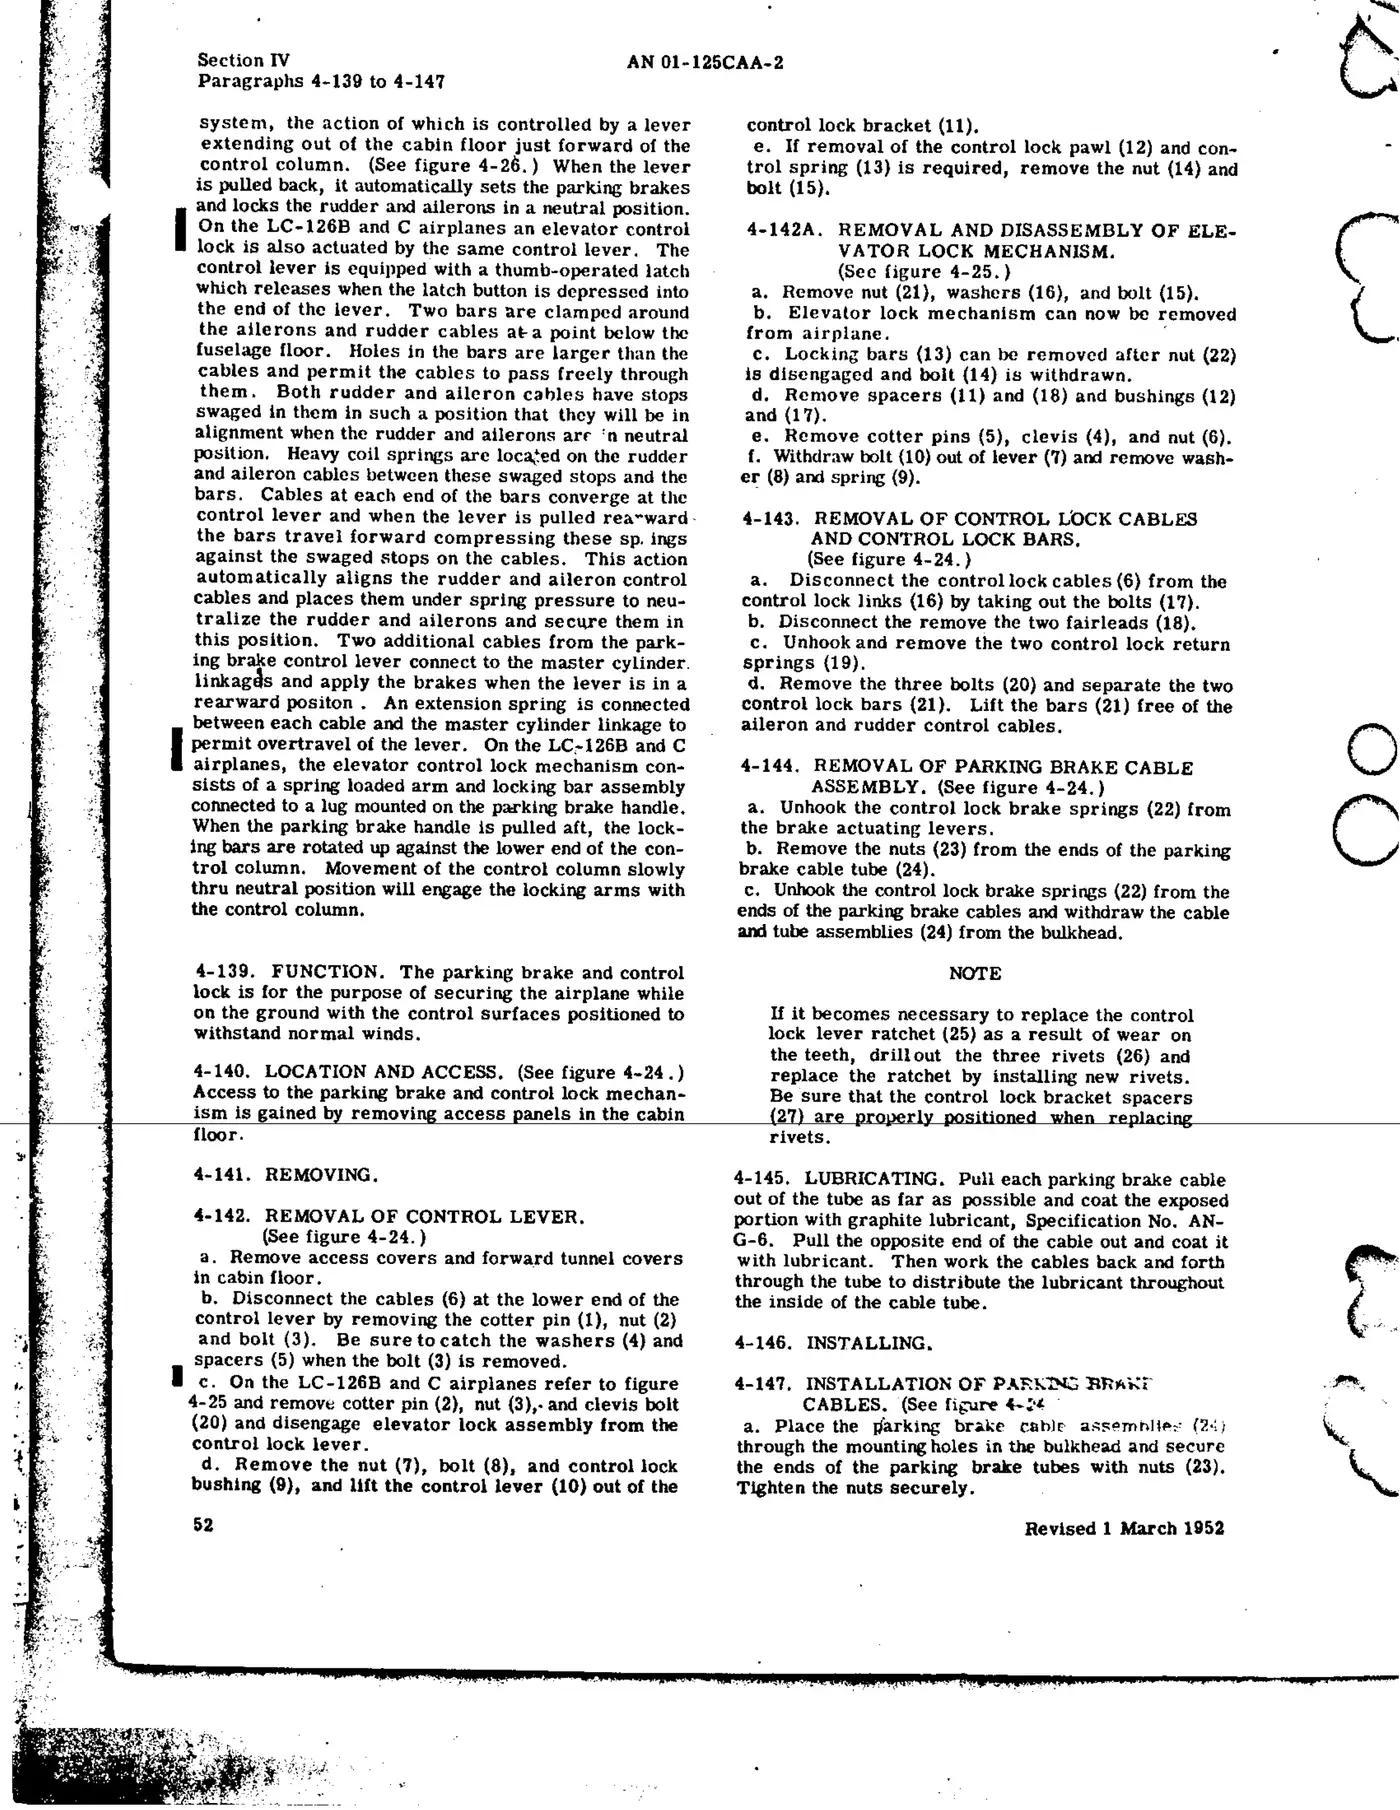 Section IV
Paragraphs 4-139 to 4-147
AN 01-125CAA-2
system, the action of which is controlled by a lever
extending out of the cabin floor just forward of the
control column. (See figure 4-26.) When the lever
is pulled back, it automatically sets the parking brakes
and locks the rudder and ailerons in a neutral position.
On the LC-126B and C airplanes an elevator control
lock is also actuated by the same control lever. The
control lever is equipped with a thumb-operated latch
which releases when the latch button is depressed into
the end of the lever. Two bars are clamped around
the ailerons and rudder cables at a point below the
fuselage floor. Holes in the bars are larger than the
cables and permit the cables to pass freely through
them. Both rudder and aileron cables have stops
swaged in them in such a position that they will be in
alignment when the rudder and ailerons are in neutral
position. Heavy coil springs are located on the rudder
and aileron cables between these swaged stops and the
bars. Cables at each end of the bars converge at the
control lever and when the lever is pulled rearward
the bars travel forward compressing these sp. ings
against the swaged stops on the cables. This action
automatically aligns the rudder and aileron control
cables and places them under spring pressure to neu-
tralize the rudder and ailerons and secure them in
this position. Two additional cables from the park-
ing brake control lever connect to the master cylinder
linkages and apply the brakes when the lever is in a
rearward positon . An extension spring is connected
between each cable and the master cylinder linkage to
permit overtravel of the lever. On the LC-126B and C
airplanes, the elevator control lock mechanism con-
sists of a spring loaded arm and locking bar assembly
connected to a lug mounted on the parking brake handle.
When the parking brake handle is pulled aft, the lock-
ing bars are rotated up against the lower end of the con-
trol column. Movement of the control column slowly
thru neutral position will engage the locking arms with
the control column.
4-139. FUNCTION. The parking brake and control
lock is for the purpose of securing the airplane while
on the ground with the control surfaces positioned to
withstand normal winds.
4-140. LOCATION AND ACCESS. (See figure 4-24.)
Access to the parking brake and control lock mechan-
ism is gained by removing access panels in the cabin
floor.
4-141. REMOVING.
4-142. REMOVAL OF CONTROL LEVER.
(See figure 4-24.)
a. Remove access covers and forward tunnel covers
in cabin floor.
b. Disconnect the cables (6) at the lower end of the
control lever by removing the cotter pin (1), nut (2)
and bolt (3). Be sure to catch the washers (4) and
spacers (5) when the bolt (3) is removed.
c. On the LC-126B and C airplanes refer to figure
4-25 and remove cotter pin (2), nut (3), and clevis bolt
(20) and disengage elevator lock assembly from the
control lock lever.
d. Remove the nut (7), bolt (8), and control lock
bushing (9), and lift the control lever (10) out of the
control lock bracket (11).
e. If removal of the control lock pawl (12) and con-
trol spring (13) is required, remove the nut (14) and
bolt (15).
4-142A. REMOVAL AND DISASSEMBLY OF ELE-
VATOR LOCK MECHANISM.
(See figure 4-25.)
a. Remove nut (21), washers (16), and bolt (15).
b. Elevator lock mechanism can now be removed
from airplane.
c. Locking bars (13) can be removed after nut (22)
is disengaged and bolt (14) is withdrawn.
d. Remove spacers (11) and (18) and bushings (12)
and (17).
e. Remove cotter pins (5), clevis (4), and nut (6).
f. Withdraw bolt (10) out of lever (7) and remove wash-
er (8) and spring (9).
4-143. REMOVAL OF CONTROL LOCK CABLES
AND CONTROL LOCK BARS.
(See figure 4-24.)
a. Disconnect the control lock cables (6) from the
control lock links (16) by taking out the bolts (17).
b. Disconnect the remove the two fairleads (18).
c. Unhook and remove the two control lock return
springs (19).
d. Remove the three bolts (20) and separate the two
control lock bars (21). Lift the bars (21) free of the
aileron and rudder control cables.
4-144. REMOVAL OF PARKING BRAKE CABLE
ASSEMBLY. (See figure 4-24.)
a. Unhook the control lock brake springs (22) from
the brake actuating levers.
b. Remove the nuts (23) from the ends of the parking
brake cable tube (24).
c. Unhook the control lock brake springs (22) from the
ends of the parking brake cables and withdraw the cable
and tube assemblies (24) from the bulkhead.
NOTE
If it becomes necessary to replace the control
lock lever ratchet (25) as a result of wear on
the teeth, drill out the three rivets (26) and
replace the ratchet by installing new rivets.
Be sure that the control lock bracket spacers
(27) are properly positioned when replacing
rivets.
4-145. LUBRICATING. Pull each parking brake cable
out of the tube as far as possible and coat the exposed
portion with graphite lubricant, Specification No. AN-
G-6. Pull the opposite end of the cable out and coat it
with lubricant. Then work the cables back and forth
through the tube to distribute the lubricant throughout
the inside of the cable tube.
4-146. INSTALLING.
4-147. INSTALLATION OF PARKING BRAKE
CABLES. (See figure 4-24
a. Place the parking brake cable assemblies (24)
through the mounting holes in the bulkhead and secure
the ends of the parking brake tubes with nuts (23).
Tighten the nuts securely.
52
Revised 1 March 1952